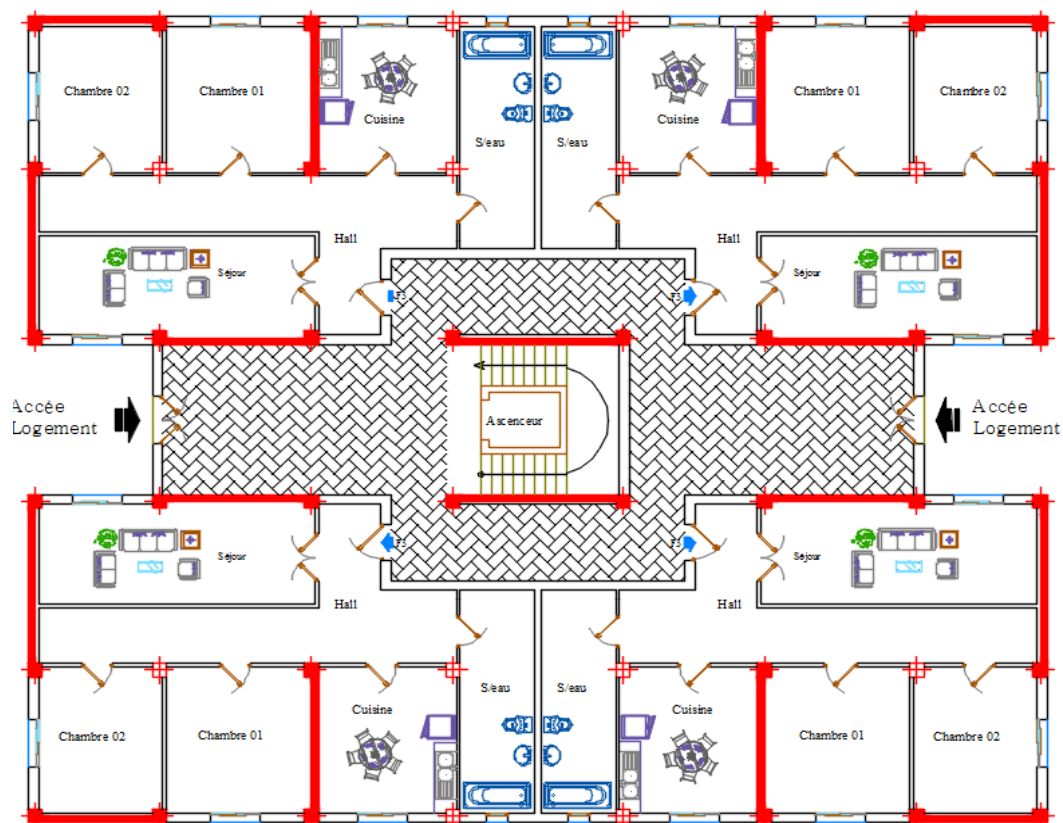 Chambre 02
Chambre 01
Cuisine
S/eau
S/eau
Cuisine
Chambre 01
Chambre 02
Hall
Hall
Séjour
Séjour
F3
F3
Accée
Logement
Ascenceur
Accée
Logement
F3
F3
Séjour
Séjour
Hall
Hall
S/eau
S/eau
Cuisine
Cuisine
Chambre 02
Chambre 01
Chambre 01
Chambre 02